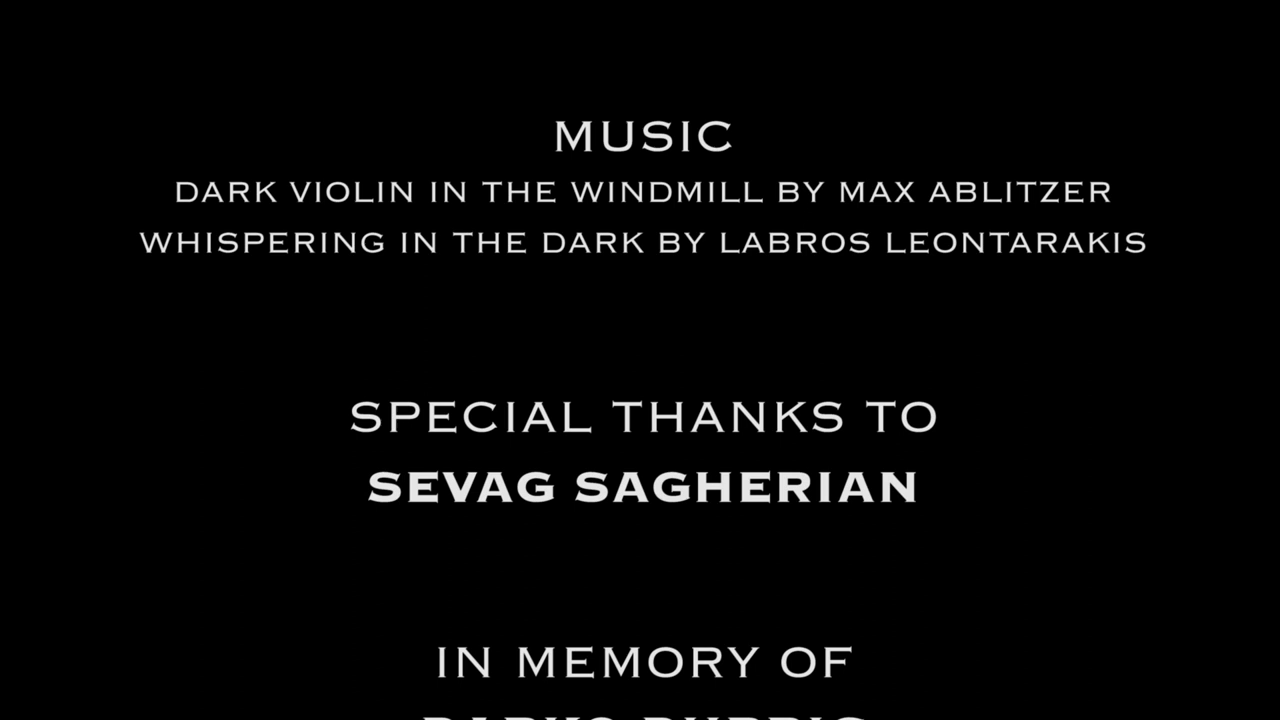 MUSIC
DARK VIOLIN IN THE WINDMILL BY MAX ABLITZER
WHISPERING IN THE DARK BY LABROS LEONTARAKIS
SPECIAL THANKS TO
SEVAG SAGHERIAN
IN MEMORY OF